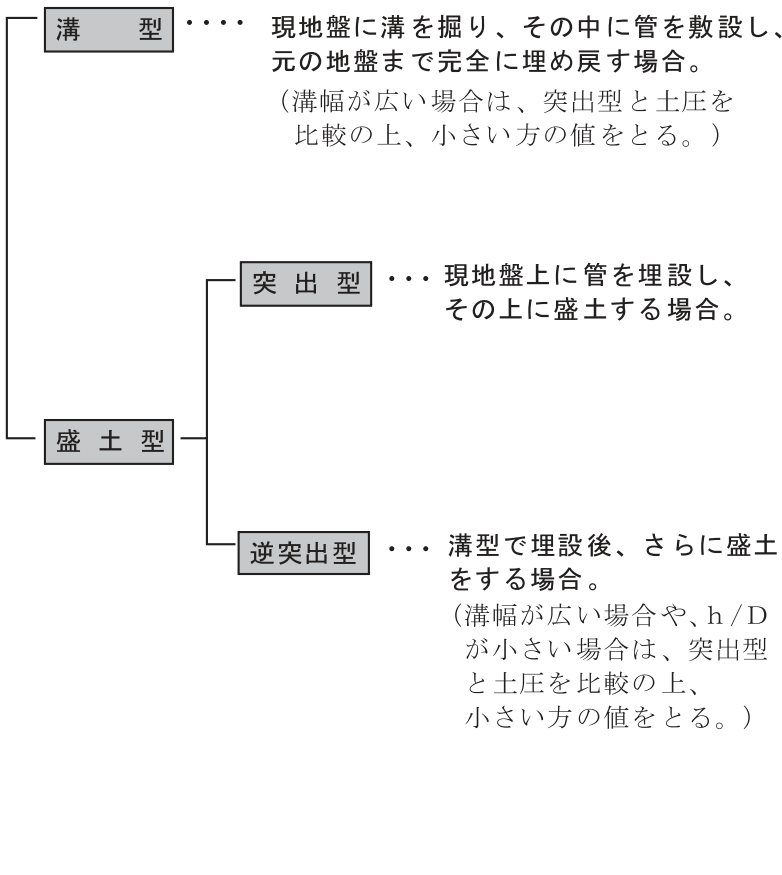 溝　型 ････ 現地盤に溝を掘り、その中に管を敷設し、
元の地盤まで完全に埋め戻す場合。
（溝幅が広い場合は、突出型と土圧を
比較の上、小さい方の値をとる。）
突出型 ･･･ 現地盤上に管を埋設し、
その上に盛土する場合。
盛土型
逆突出型 ･･･ 溝型で埋設後、さらに盛土
をする場合。
（溝幅が広い場合や、h/D
が小さい場合は、突出型
と土圧を比較の上、
小さい方の値をとる。）